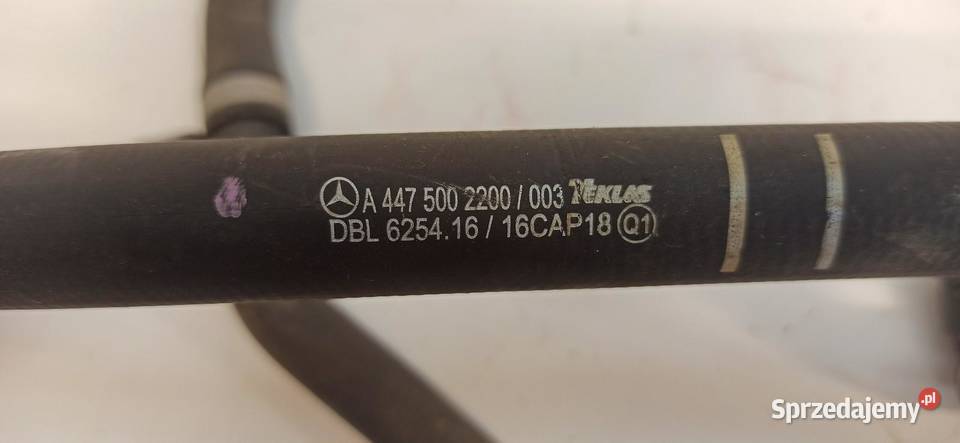 A 447 500 2200 / 003 TEKLAS
DBL 6254.16 / 16CAP18 Q1
Sprzedajemy.pl